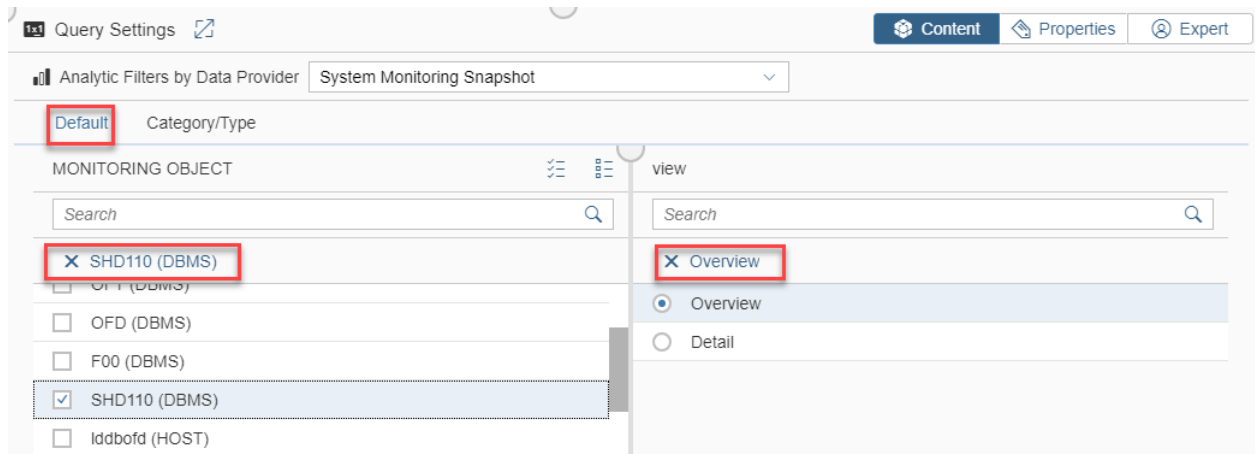 1x1 Query Settings
Content Properties Expert
Analytic Filters by Data Provider System Monitoring Snapshot
Default Category/Type
MONITORING OBJECT
Search
SHD110 (DBMS)
OFD (DBMS)
F00 (DBMS)
SHD110 (DBMS)
lddbofd (HOST)
view
Search
Overview
Overview
Detail